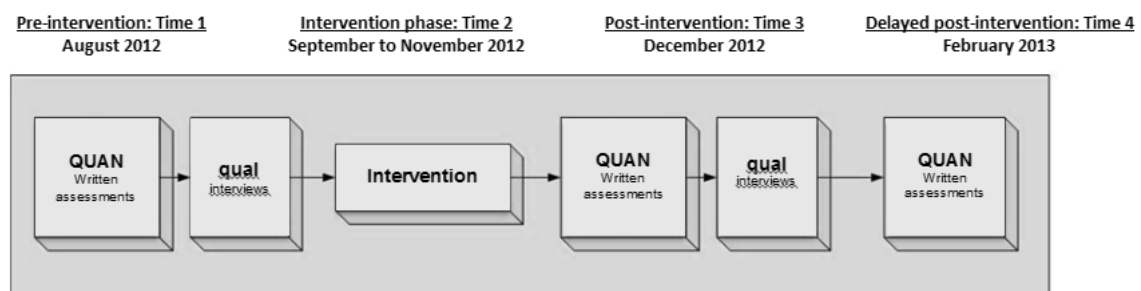 Pre-intervention: Time 1
August 2012
Intervention phase: Time 2
September to November 2012
Post-intervention: Time 3
December 2012
Delayed post-intervention: Time 4
February 2013
QUAN
Written
assessments
qual
interviews
Intervention
QUAN
Written
assessments
qual
interviews
QUAN
Written
assessments